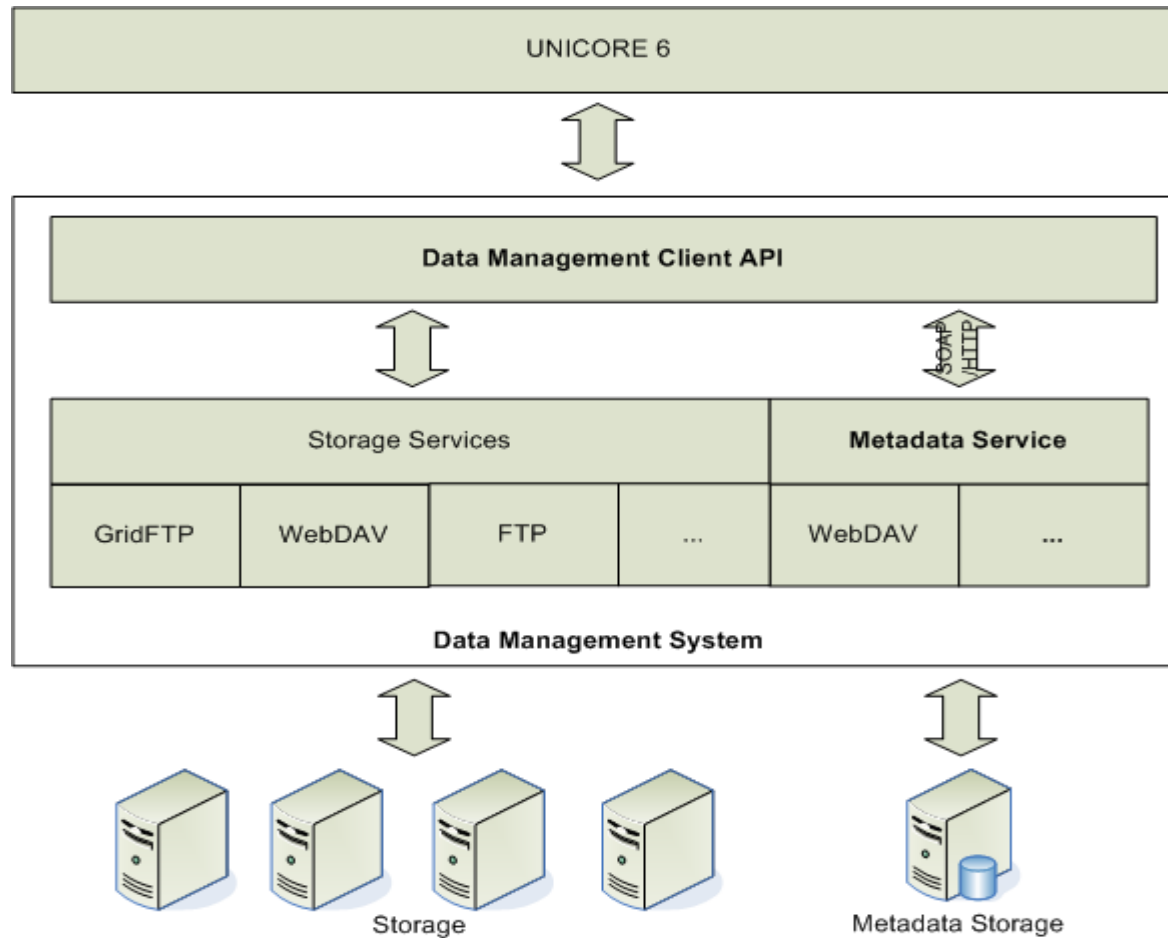 UNICORE 6
Data Management Client API
SOAP
/HTTP
Storage Services
Metadata Service
GridFTP
WebDAV
FTP
...
WebDAV
...
Data Management System
Storage
Metadata Storage